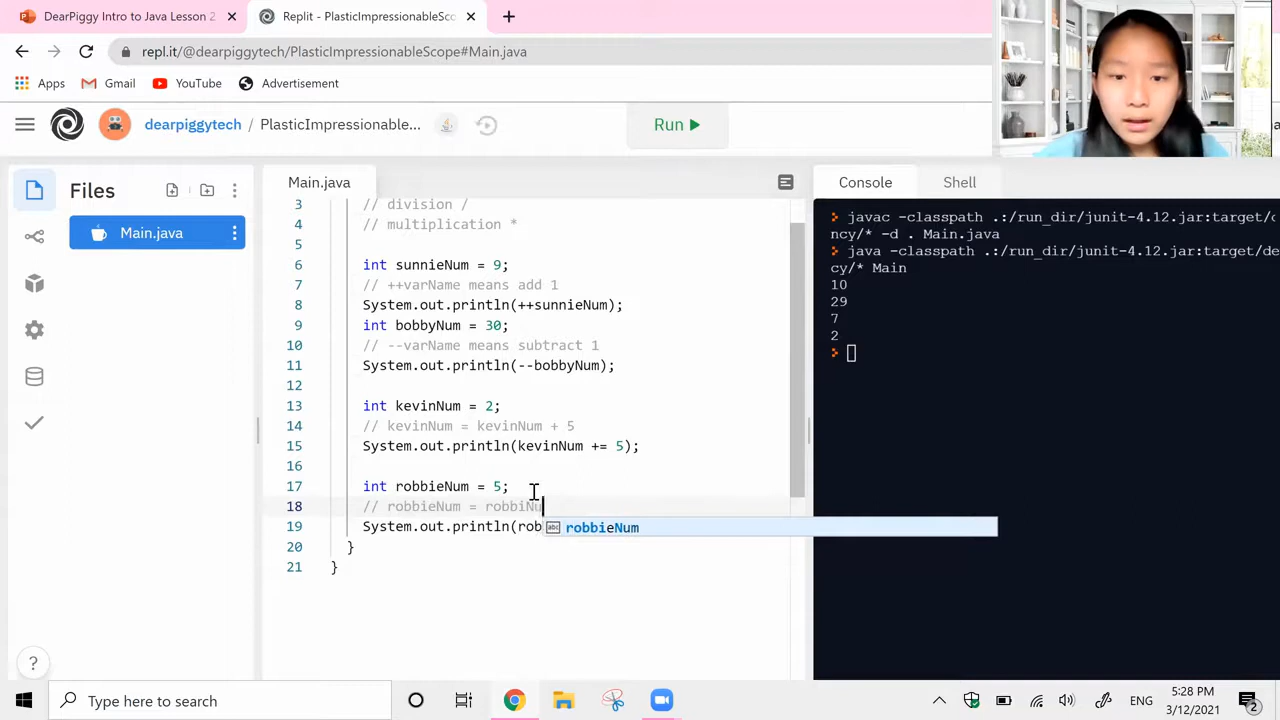 DearPiggy Intro to Java Lesson 2
Replit - PlasticImpressionableSco
repl.it/@dearpiggytech/PlasticImpressionableScope#Main.java
Apps Gmail YouTube Advertisement
dearpiggytech / PlasticImpressionable... Run
Files Main.java Console Shell
Main.java
3 // division /
4 // multiplication *
5
6 int sunnieNum = 9;
7 // ++varName means add 1
8 System.out.println(++sunnieNum);
9 int bobbyNum = 30;
10 // --varName means subtract 1
11 System.out.println(--bobbyNum);
12
13 int kevinNum = 2;
14 // kevinNum = kevinNum + 5
15 System.out.println(kevinNum += 5);
16
17 int robbieNum = 5;
18 // robbieNum = robbiNu
19 System.out.println(rob
abc robbieNum
20 }
21 }
javac -classpath .:/run_dir/junit-4.12.jar:target/
ncy/* -d . Main.java
java -classpath .:/run_dir/junit-4.12.jar:target/de
cy/* Main
10
29
7
2
?
Type here to search
ENG
5:28 PM
3/12/2021
2